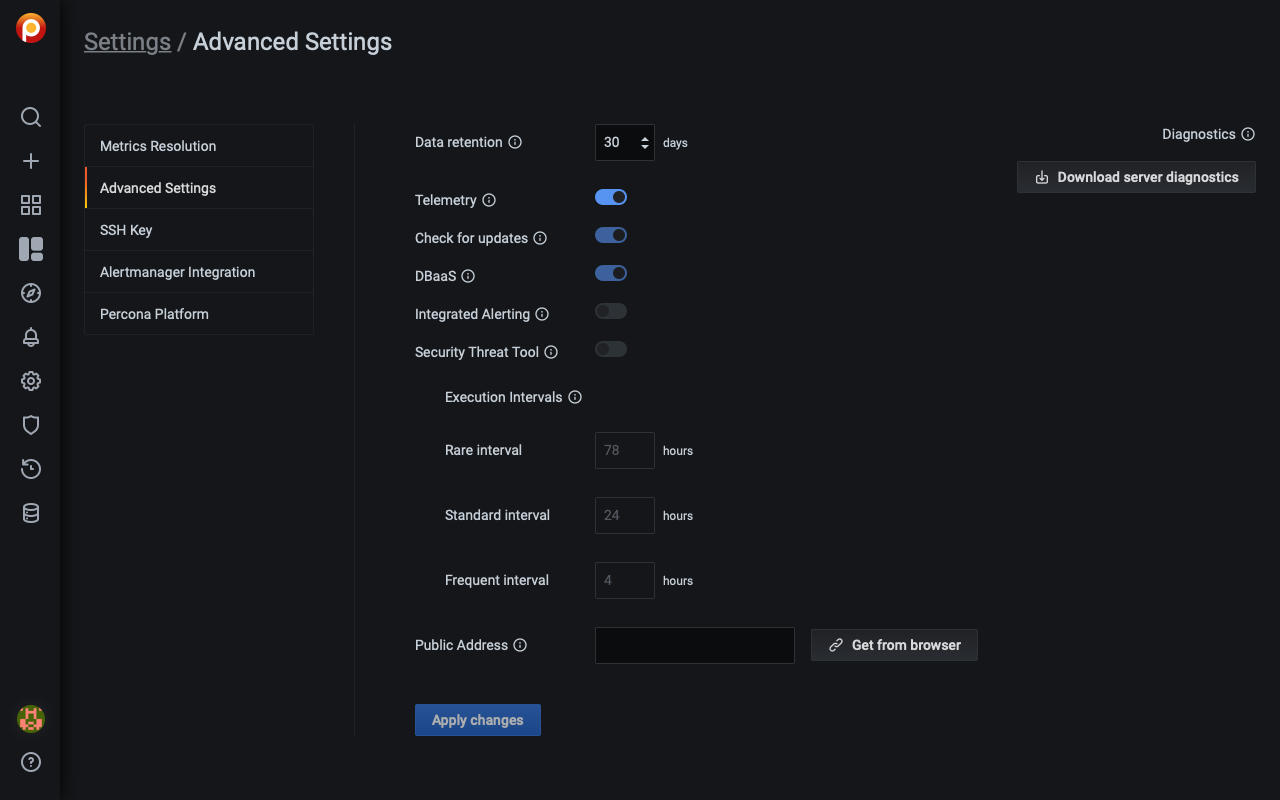 Settings / Advanced Settings
Metrics Resolution
Advanced Settings
SSH Key
Alertmanager Integration
Percona Platform
Data retention
30
days
Telemetry
Check for updates
DBaaS
Integrated Alerting
Security Threat Tool
Execution Intervals
Rare interval
78
hours
Standard interval
24
hours
Frequent interval
4
hours
Public Address
Get from browser
Apply changes
Diagnostics
Download server diagnostics